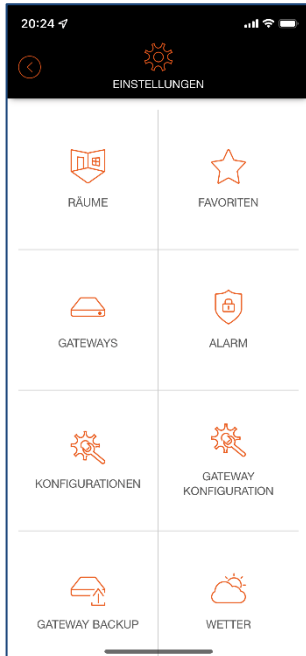 20:24
EINSTELLUNGEN
RÄUME
FAVORITEN
GATEWAYS
ALARM
KONFIGURATIONEN
GATEWAY
KONFIGURATION
GATEWAY BACKUP
WETTER